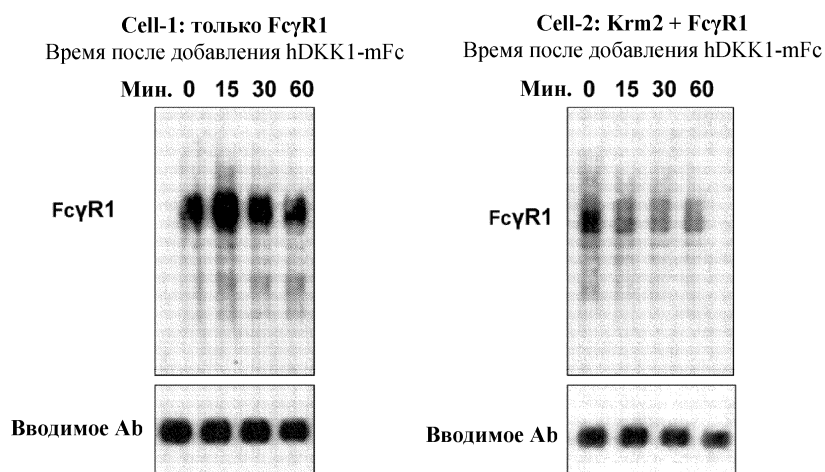 Cell-1: только FcγR1
Время после добавления hDKK1-mFc
Мин. 0 15 30 60
FcγR1
Вводимое Ab
Cell-2: Krm2 + FcγR1
Время после добавления hDKK1-mFc
Мин. 0 15 30 60
FcγR1
Вводимое Ab